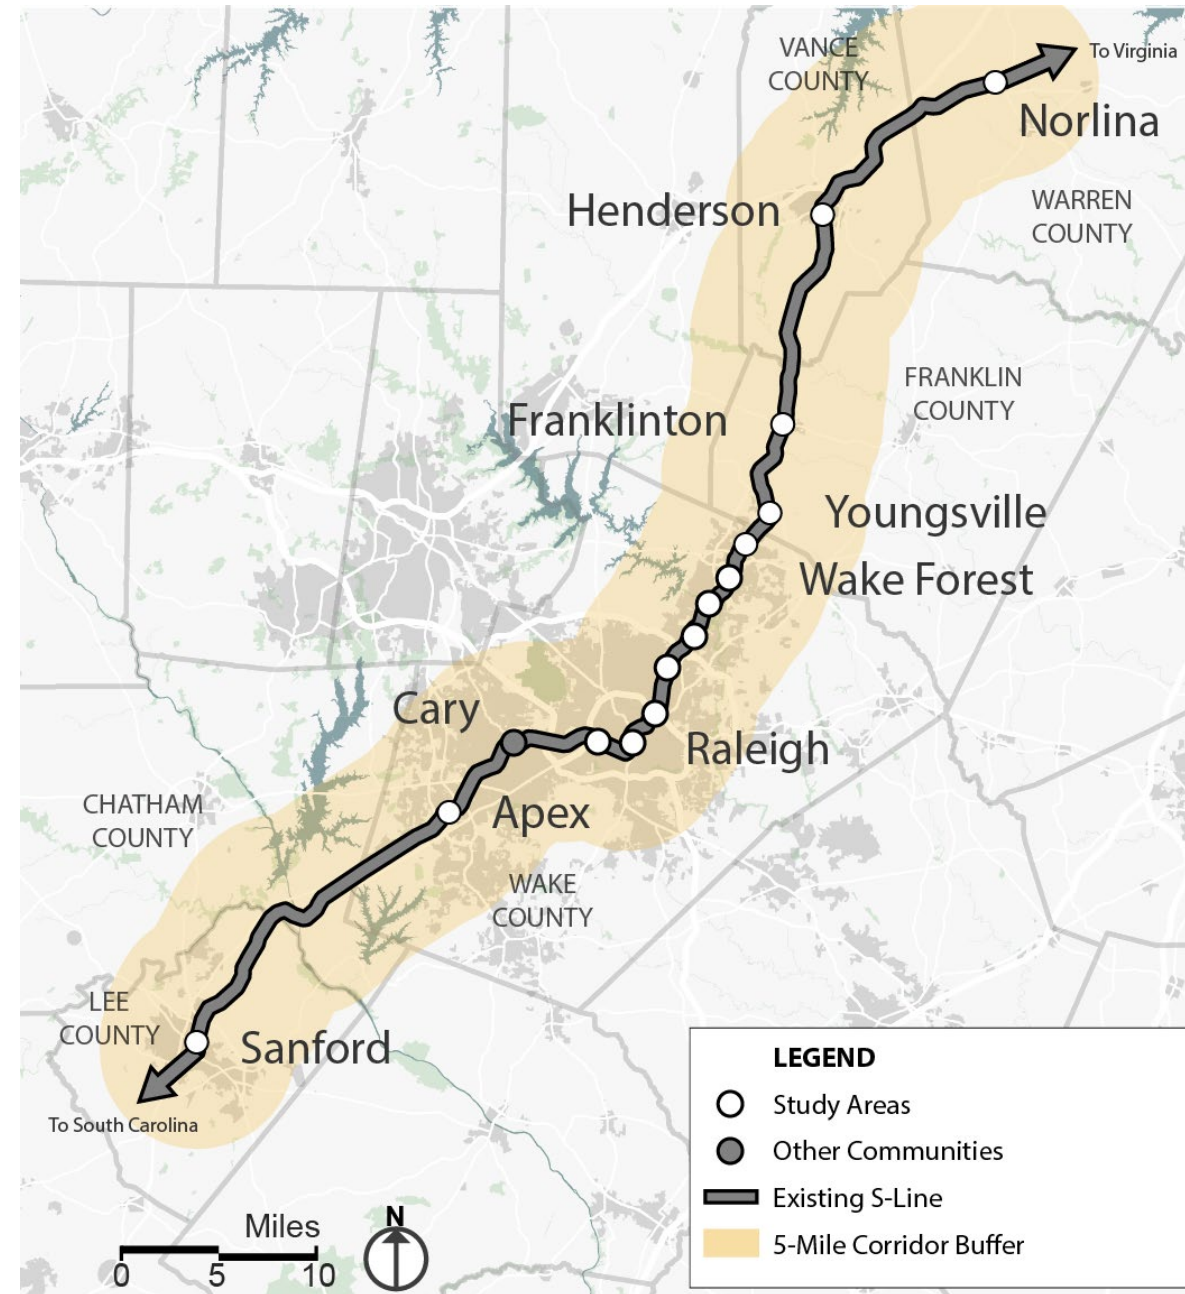 VANCE
COUNTY
To Virginia
Norlina
Henderson
WARREN
COUNTY
FRANKLIN
COUNTY
Franklinton
Youngsville
Wake Forest
Cary
Raleigh
CHATHAM
COUNTY
Apex
WAKE
COUNTY
LEE
COUNTY
Sanford
To South Carolina
LEGEND
Study Areas
Other Communities
Existing S-Line
5-Mile Corridor Buffer
Miles
0 5 10
N